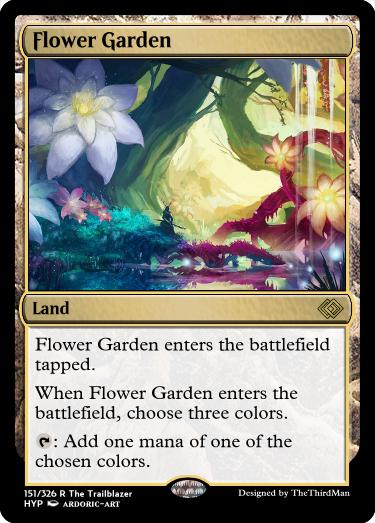 Flower Garden
Land
Flower Garden enters the battlefield
tapped.
When Flower Garden enters the
battlefield, choose three colors.
: Add one mana of one of the
chosen colors.
151/326 R The Trailblazer
HYP ARDORIC-ART
Designed by TheThirdMan